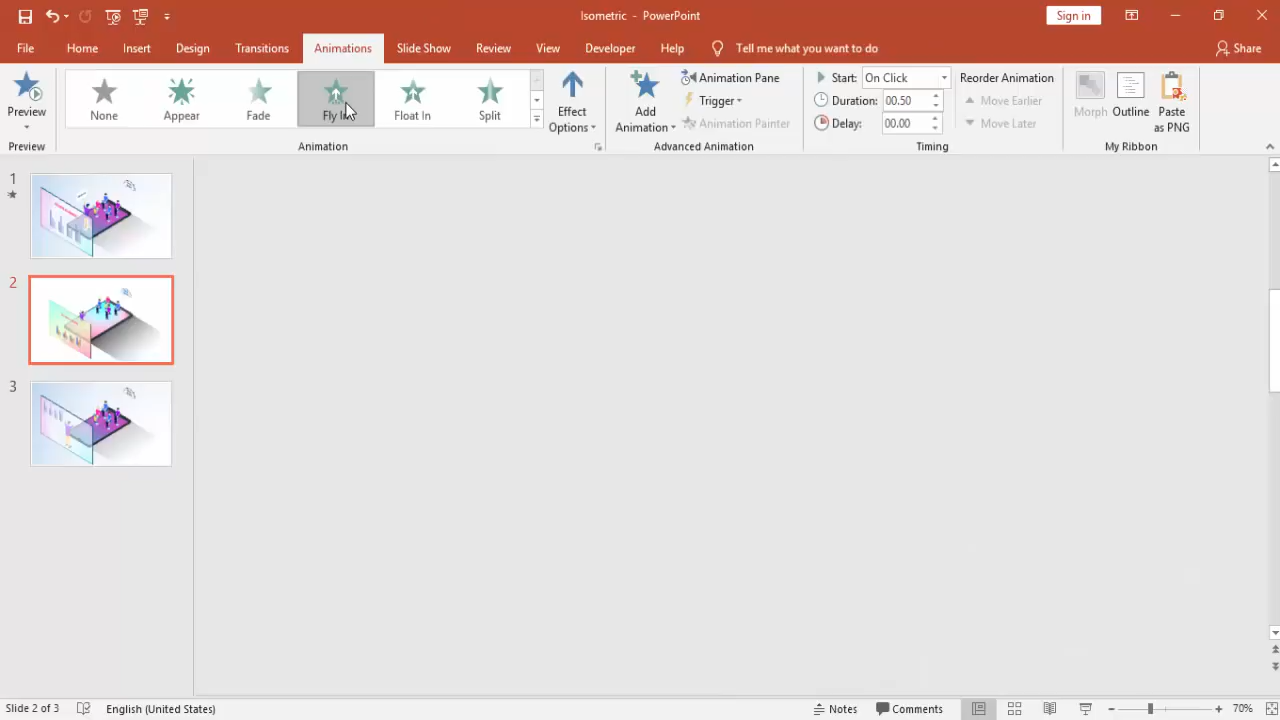 Isometric - PowerPoint
Sign in
File Home Insert Design Transitions Animations Slide Show Review View Developer Help Tell me what you want to do Share
Preview
None Appear Fade Fly In Float In Split
Effect Options
Add Animation
Animation Pane
Trigger
Animation Painter
Start: On Click
Duration: 00.50
Delay: 00.00
Reorder Animation
Move Earlier
Move Later
Morph Outline Paste as PNG
Preview Animation Advanced Animation Timing My Ribbon
1
2
3
Slide 2 of 3 English (United States) Notes Comments 70%